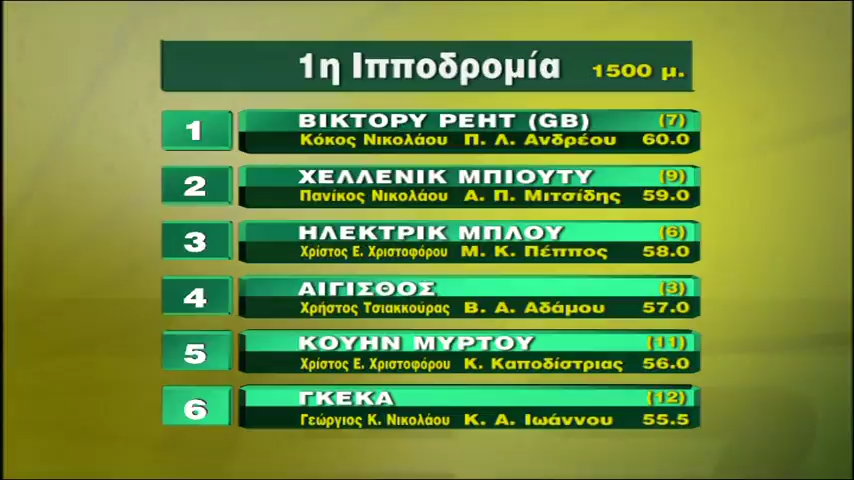 1η Ιπποδρομία 1500 μ.
1 ΒΙΚΤΟΡΥ ΡΕΗΤ (GB) (7)
Κόκος Νικολάου Π. Λ. Ανδρέου 60.0
2 ΧΕΛΛΕΝΙΚ ΜΠΙΟΥΤΥ (9)
Πανίκος Νικολάου Α. Π. Μιτσίδης 59.0
3 ΗΛΕΚΤΡΙΚ ΜΠΛΟΥ (6)
Χρίστος Ε. Χριστοφόρου Μ. Κ. Πέππος 58.0
4 ΑΙΓΙΣΘΟΣ (3)
Χρήστος Τσιακκούρας Β. Α. Αδάμου 57.0
5 ΚΟΥΗΝ ΜΥΡΤΟΥ (11)
Χρίστος Ε. Χριστοφόρου Κ. Καποδίστριας 56.0
6 ΓΚΕΚΑ (12)
Γεώργιος Κ. Νικολάου Κ. Α. Ιωάννου 55.5